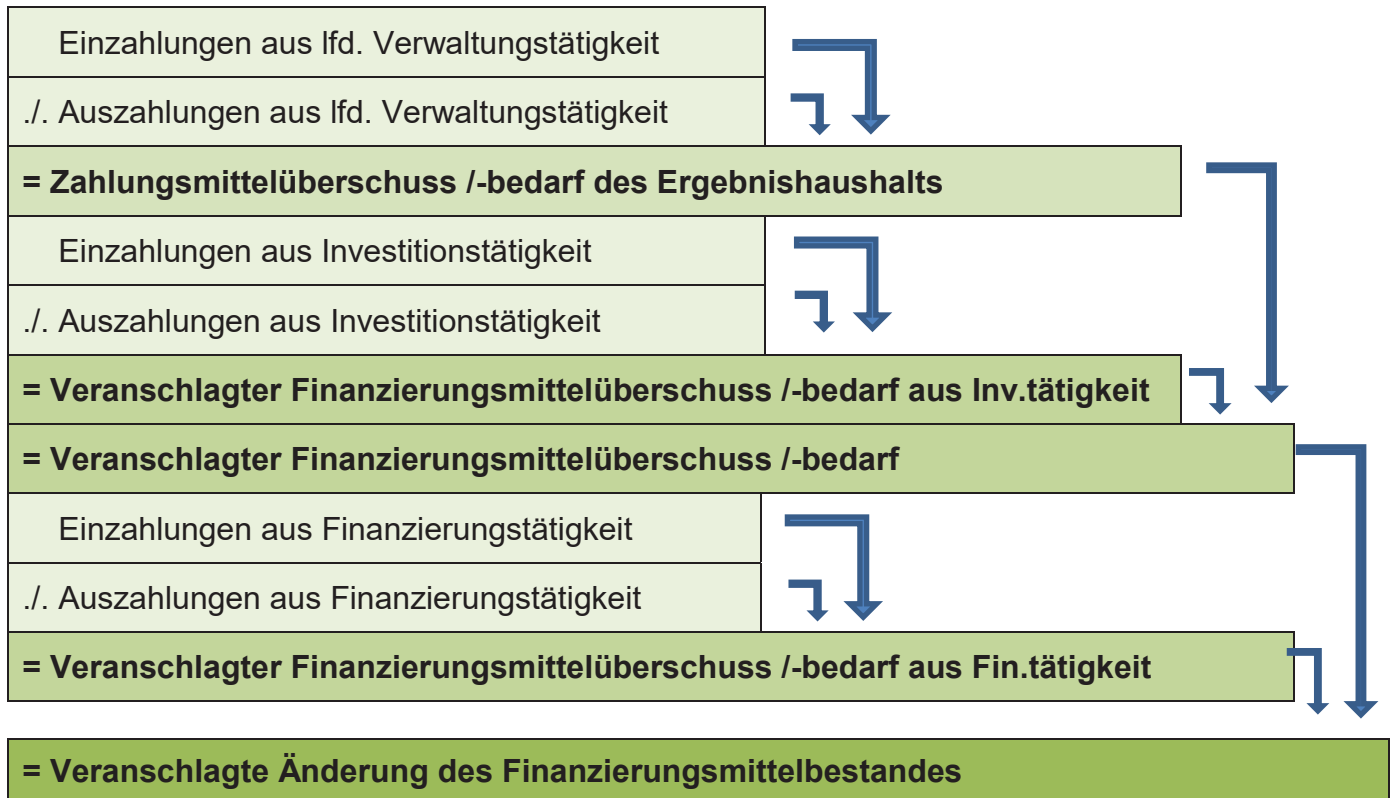 Einzahlungen aus lfd. Verwaltungstätigkeit
./. Auszahlungen aus lfd. Verwaltungstätigkeit
= Zahlungsmittelüberschuss /-bedarf des Ergebnishaushalts
Einzahlungen aus Investitionstätigkeit
./. Auszahlungen aus Investitionstätigkeit
= Veranschlagter Finanzierungsmittelüberschuss /-bedarf aus Inv.tätigkeit
= Veranschlagter Finanzierungsmittelüberschuss /-bedarf
Einzahlungen aus Finanzierungstätigkeit
./. Auszahlungen aus Finanzierungstätigkeit
= Veranschlagter Finanzierungsmittelüberschuss /-bedarf aus Fin.tätigkeit
= Veranschlagte Änderung des Finanzierungsmittelbestandes